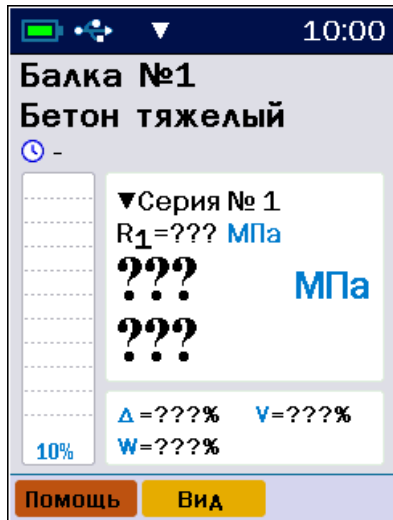 10:00
Балка №1
Бетон тяжелый
-
▼Серия № 1
R1=??? МПа
??? МПа
???
Δ=???% V=???%
W=???%
10%
Помощь Вид